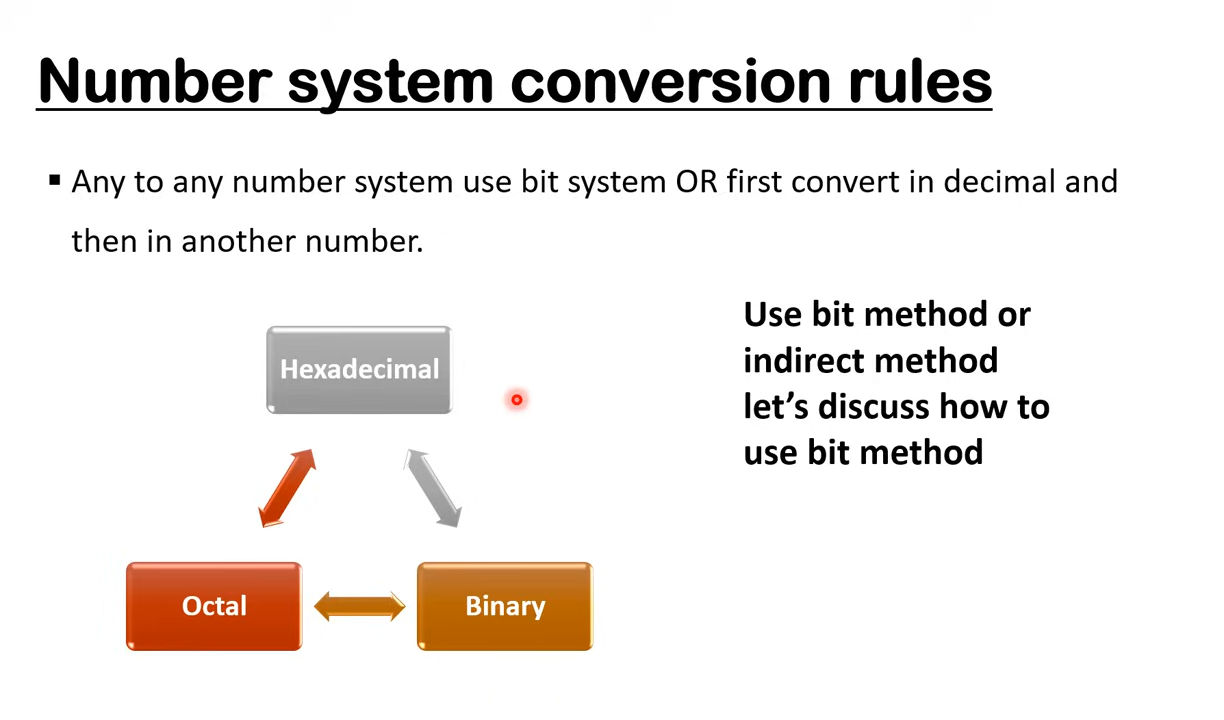 Number system conversion rules
▪ Any to any number system use bit system OR first convert in decimal and
then in another number.
Use bit method or
indirect method
let's discuss how to
use bit method
Hexadecimal
Octal
Binary